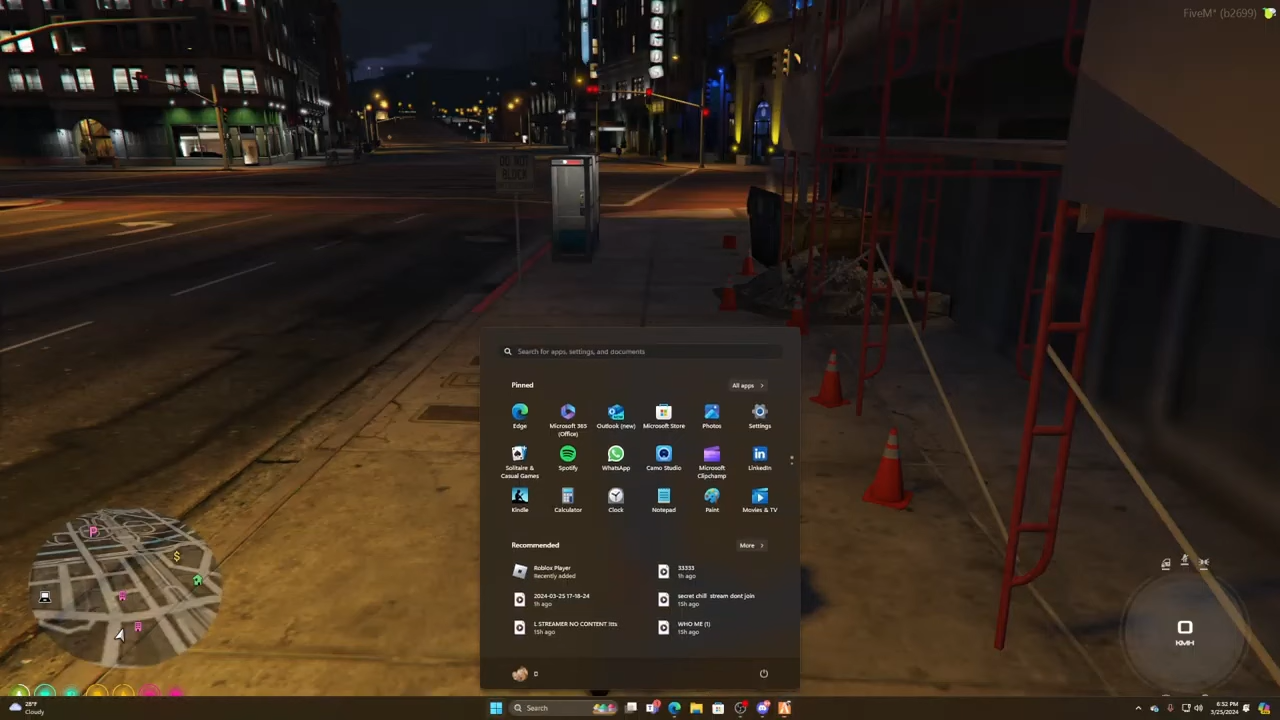 FiveM* (b2699)
DO NOT
BLOCK
Search for apps, settings, and documents
Pinned
All apps >
Edge
Microsoft 365
(Office)
Outlook (new)
Microsoft Store
Photos
Settings
Solitaire &
Casual Games
Spotify
WhatsApp
Camo Studio
Microsoft
Clipchamp
LinkedIn
Kindle
Calculator
Clock
Notepad
Paint
Movies & TV
Recommended
More >
Roblox Player
Recently added
33333
1h ago
2024-03-25 17-18-24
1h ago
secret chill stream dont join
15h ago
L STREAMER NO CONTENT !tts
15h ago
WHO ME (1)
15h ago
P
$
0
KMH
28°F
Cloudy
Search
6:52 PM
3/25/2024